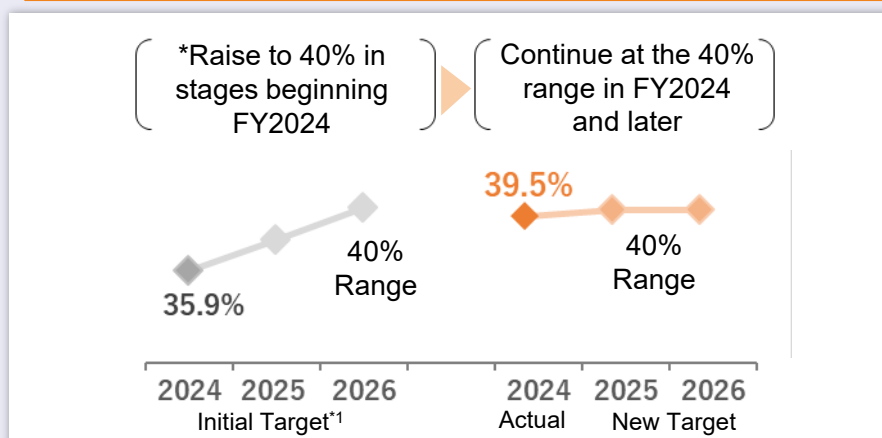 *Raise to 40% in
stages beginning
FY2024
Continue at the 40%
range in FY2024
and later
35.9%
40%
Range
39.5%
40%
Range
2024 2025 2026
Initial Target*1
2024 2025 2026
Actual New Target